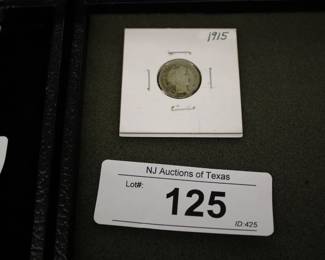 1915
NJ Auctions of Texas
Lot#:
125
ID:425